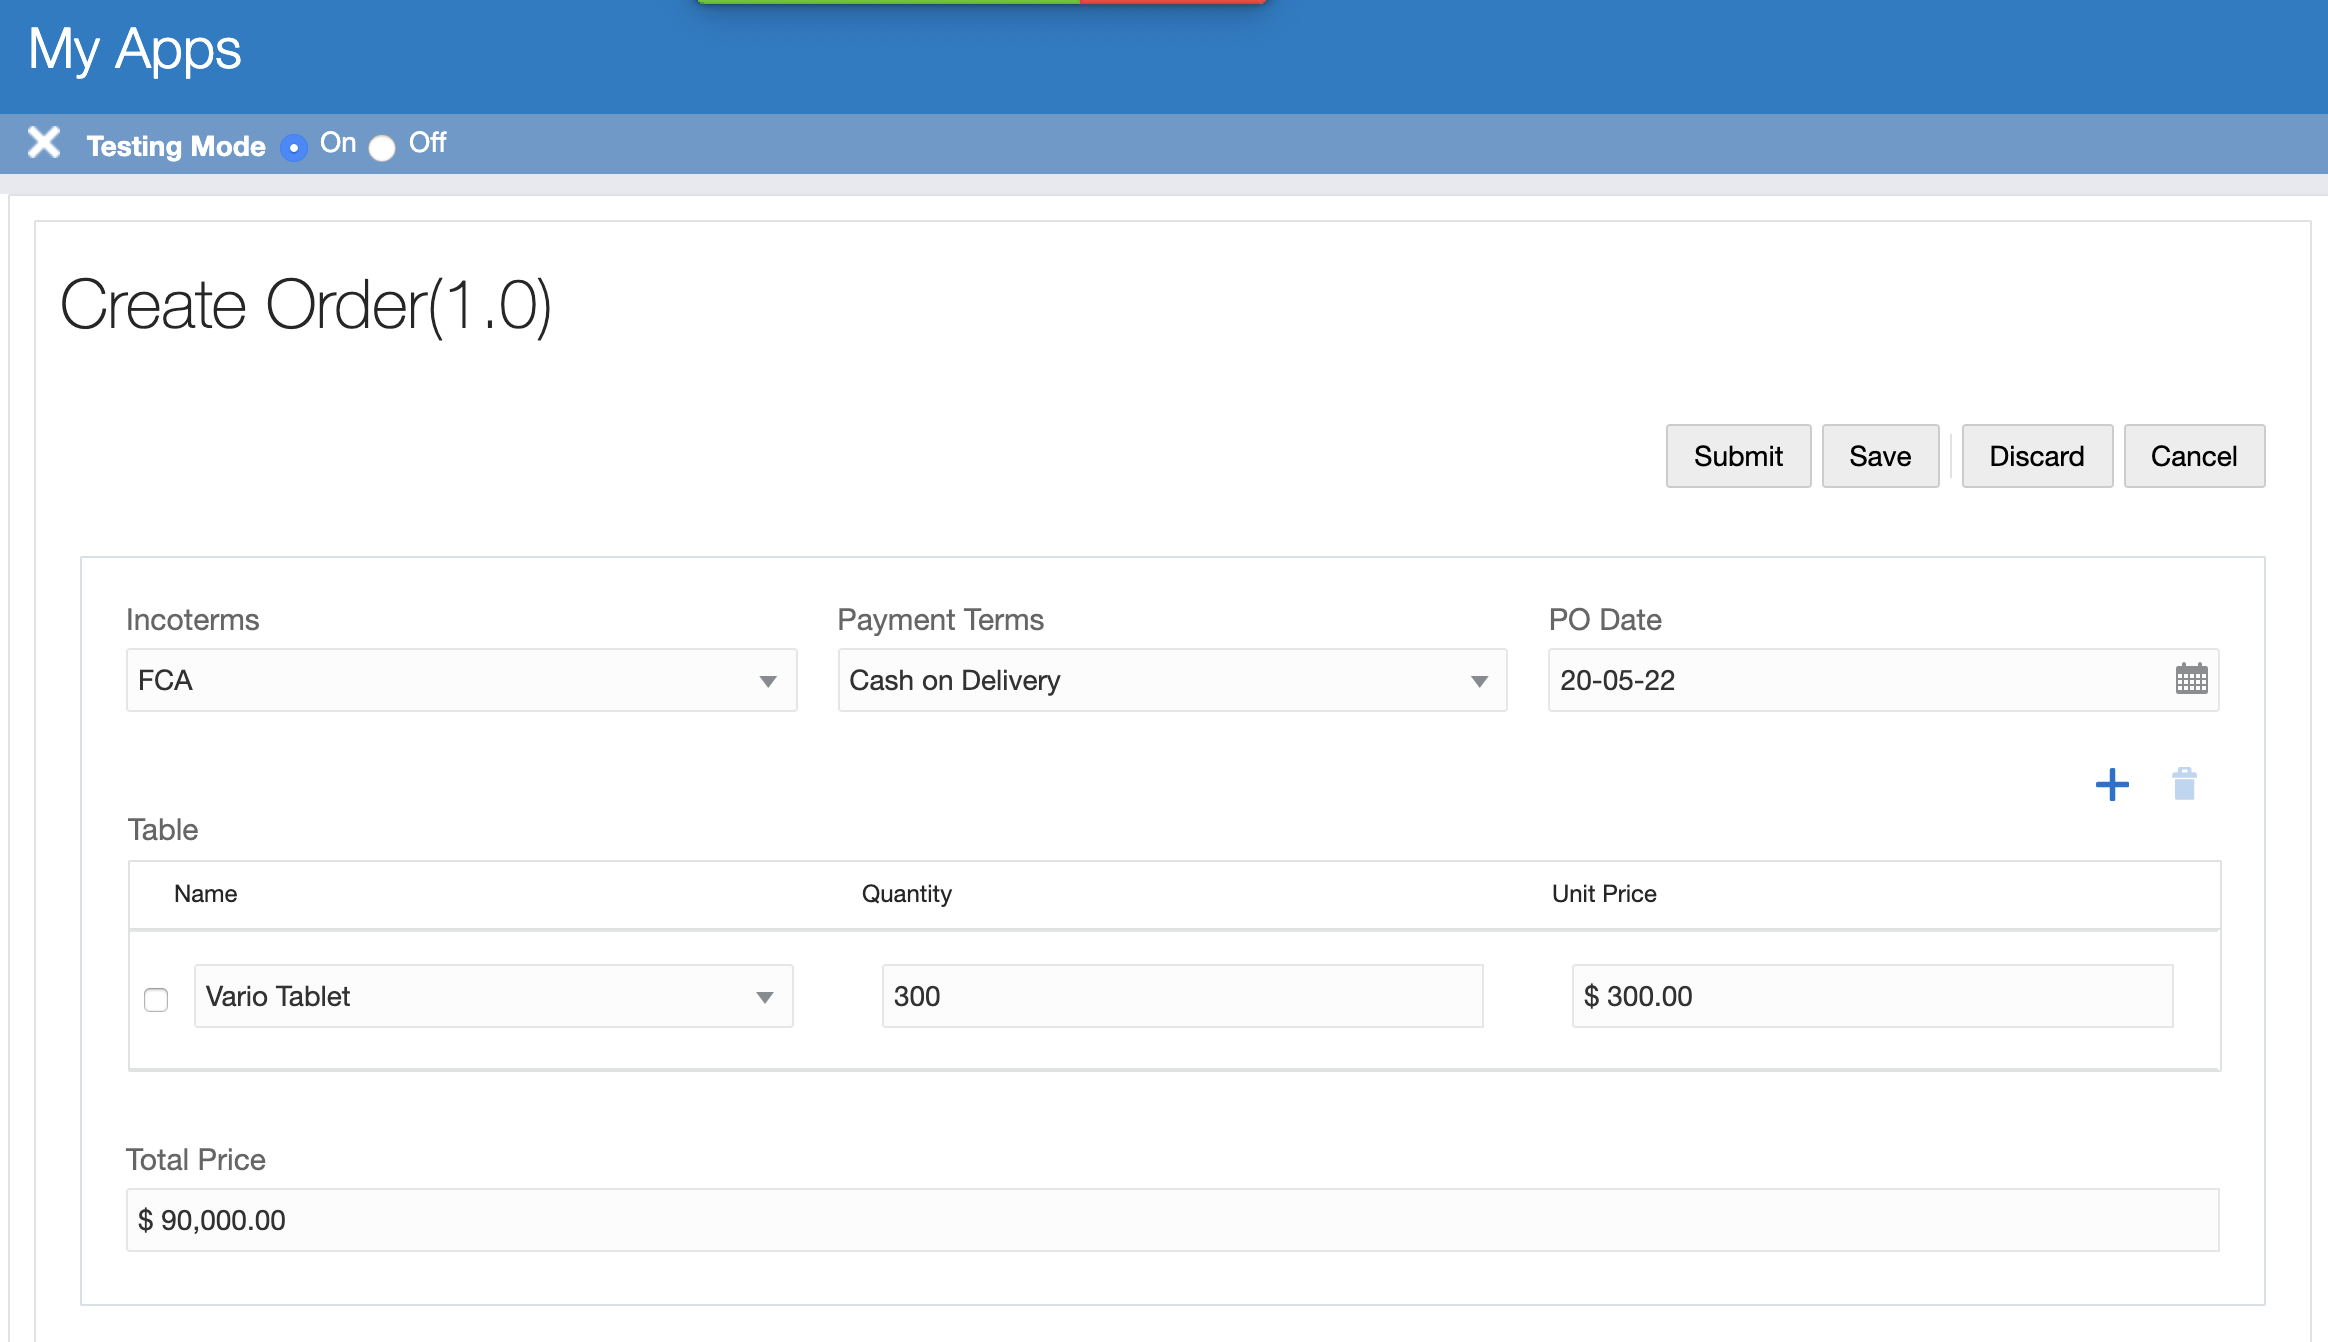 My Apps
Testing Mode On Off
Create Order(1.0)
Submit Save Discard Cancel
Incoterms Payment Terms PO Date
FCA Cash on Delivery 20-05-22
Table
Name Quantity Unit Price
Vario Tablet 300 $ 300.00
Total Price
$ 90,000.00